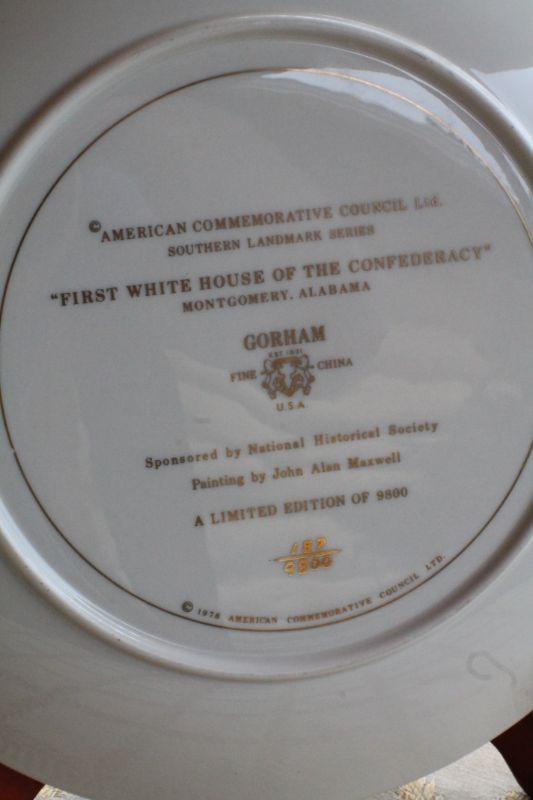 © AMERICAN COMMEMORATIVE COUNCIL Ltd.
SOUTHERN LANDMARK SERIES
"FIRST WHITE HOUSE OF THE CONFEDERACY"
MONTGOMERY, ALABAMA
GORHAM
EST 1831
FINE CHINA
U.S.A.
Sponsored by National Historical Society
Painting by John Alan Maxwell
A LIMITED EDITION OF 9800
187
9800
© 1976 AMERICAN COMMEMORATIVE COUNCIL LTD.